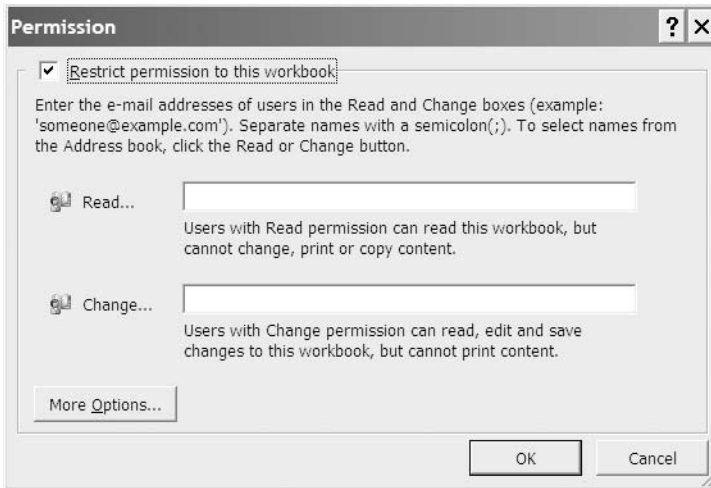 Permission
Restrict permission to this workbook
Enter the e-mail addresses of users in the Read and Change boxes (example:
'someone@example.com'). Separate names with a semicolon(;). To select names from
the Address book, click the Read or Change button.
Read...
Users with Read permission can read this workbook, but
cannot change, print or copy content.
Change...
Users with Change permission can read, edit and save
changes to this workbook, but cannot print content.
More Options...
OK Cancel